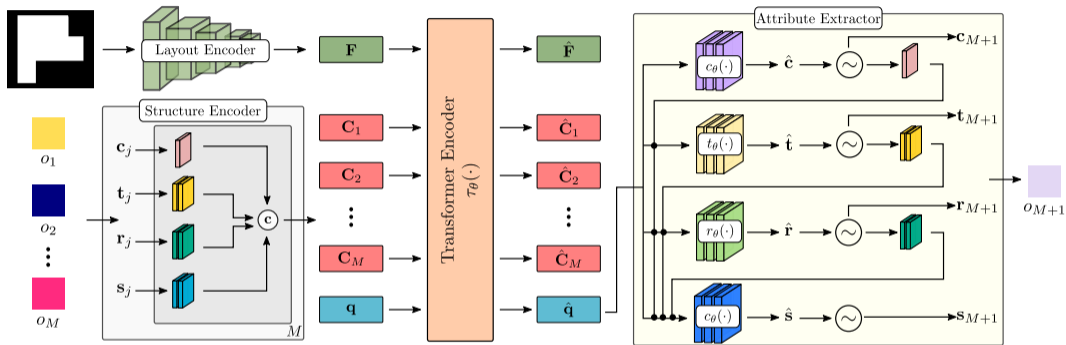 Layout Encoder
F
F̂
Transformer Encoder
τ_θ(·)
Attribute Extractor
c_θ(·)
ĉ
∼
c_{M+1}
Structure Encoder
o_1
o_2
⋮
o_M
c_j
t_j
r_j
s_j
c
M
C_1
C_2
⋮
C_M
q
Ĉ_1
Ĉ_2
⋮
Ĉ_M
q̂
t_θ(·)
t̂
∼
t_{M+1}
r_θ(·)
r̂
∼
r_{M+1}
c_θ(·)
ŝ
∼
s_{M+1}
o_{M+1}